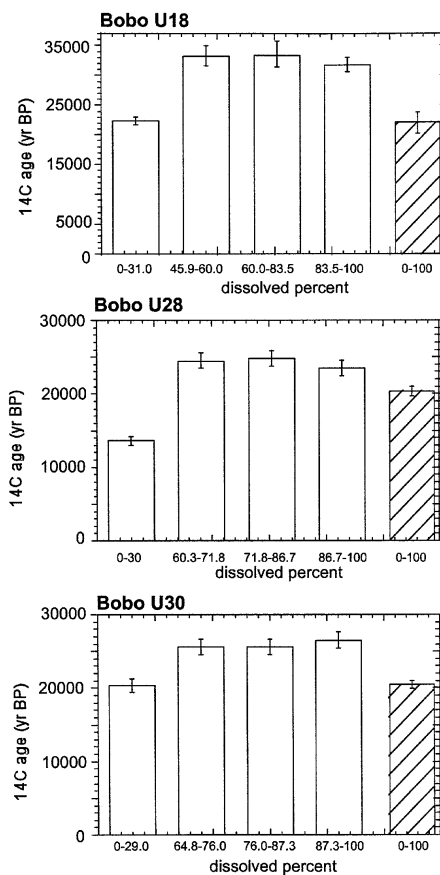 Bobo U18
35000
25000
15000
5000
0
14C age (yr BP)
0-31.0 45.9-60.0 60.0-83.5 83.5-100 0-100
dissolved percent
Bobo U28
30000
20000
10000
0
14C age (yr BP)
0-30 60.3-71.8 71.8-86.7 86.7-100 0-100
dissolved percent
Bobo U30
30000
20000
10000
0
14C age (yr BP)
0-29.0 64.8-76.0 76.0-87.3 87.3-100 0-100
dissolved percent